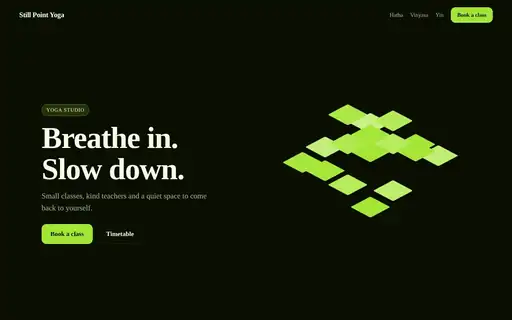 Still Point Yoga
Hatha Vinyasa Yin Book a class
YOGA STUDIO
Breathe in.
Slow down.
Small classes, kind teachers and a quiet space to come
back to yourself.
Book a class Timetable